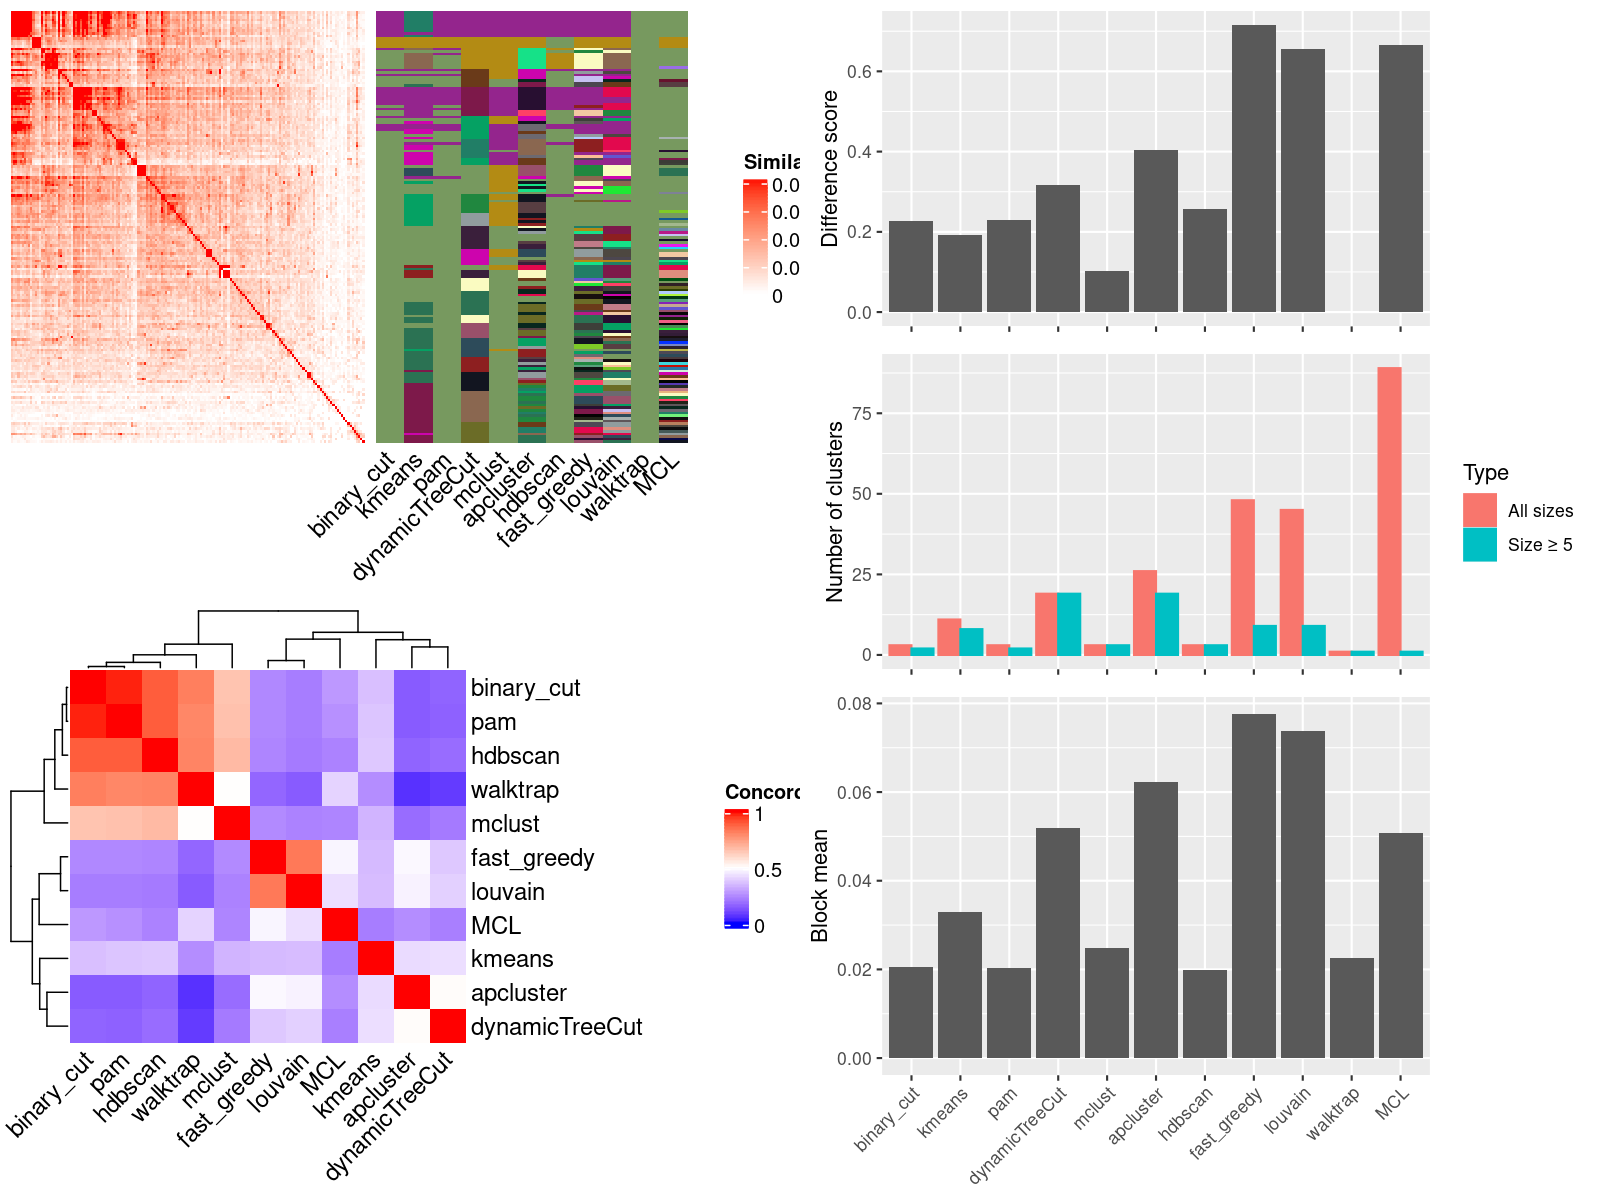 Simila
0.0
0.0
0.0
0.0
0
binary_cut
kmeans
pam
dynamicTreeCut
mclust
apcluster
hdbscan
fast_greedy
louvain
walktrap
MCL
binary_cut
pam
hdbscan
walktrap
mclust
fast_greedy
louvain
MCL
kmeans
apcluster
dynamicTreeCut
binary_cut
pam
hdbscan
walktrap
mclust
fast_greedy
louvain
MCL
kmeans
apcluster
dynamicTreeCut
Concord
1
0.5
0
Difference score
0.6
0.4
0.2
0.0
Number of clusters
75
50
25
0
Type
All sizes
Size ≥ 5
Block mean
0.08
0.06
0.04
0.02
0.00
binary_cut
kmeans
pam
dynamicTreeCut
mclust
apcluster
hdbscan
fast_greedy
louvain
walktrap
MCL